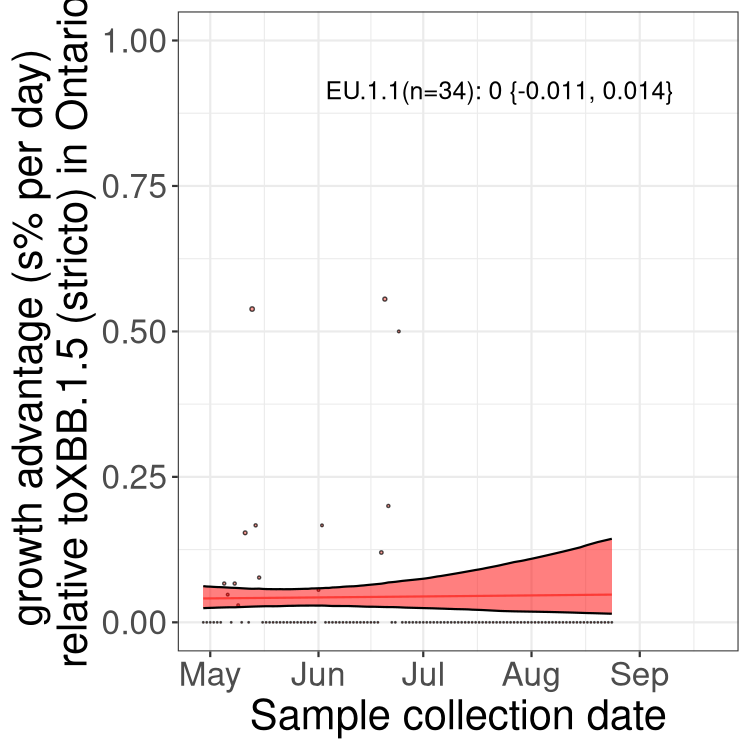 growth advantage (s% per day)
relative toXBB.1.5 (stricto) in Ontario
1.00
0.75
0.50
0.25
0.00
EU.1.1(n=34): 0 {-0.011, 0.014}
May Jun Jul Aug Sep
Sample collection date